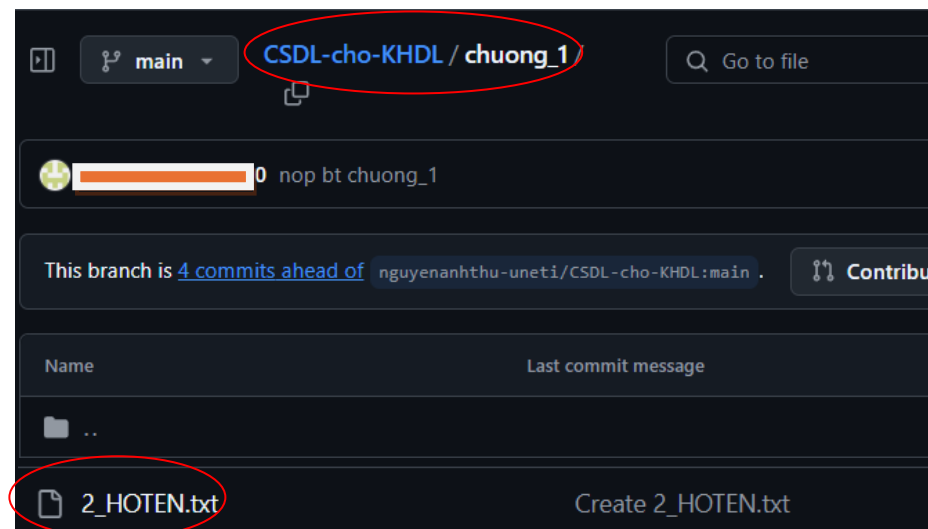 main CSDL-cho-KHDL / chuong_1 / Go to file
0 nop bt chuong_1
This branch is 4 commits ahead of nguyenanhthu-uneti/CSDL-cho-KHDL:main . Contribu
Name Last commit message
..
2_HOTEN.txt Create 2_HOTEN.txt